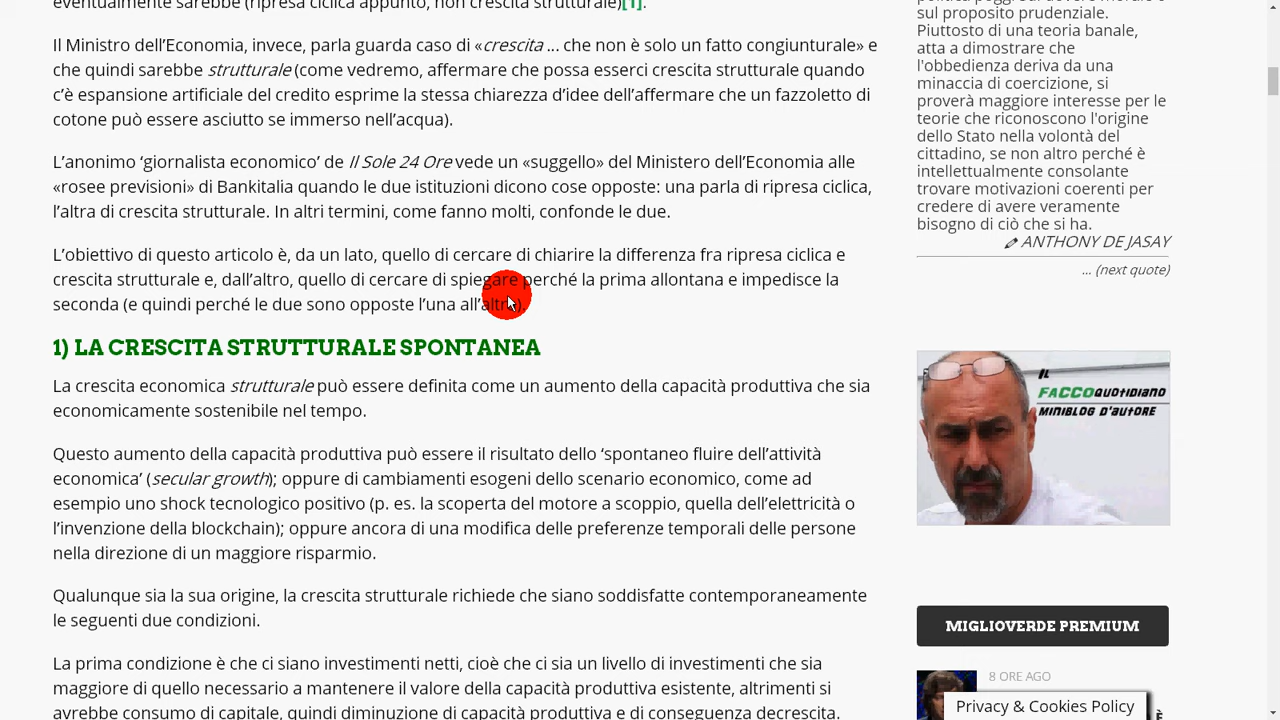 eventualmente sarebbe (ripresa ciclica appunto, non crescita strutturale)[1].
Il Ministro dell’Economia, invece, parla guarda caso di «crescita ... che non è solo un fatto congiunturale» e
che quindi sarebbe strutturale (come vedremo, affermare che possa esserci crescita strutturale quando
c’è espansione artificiale del credito esprime la stessa chiarezza d’idee dell’affermare che un fazzoletto di
cotone può essere asciutto se immerso nell’acqua).
L’anonimo ‘giornalista economico’ de Il Sole 24 Ore vede un «suggello» del Ministero dell’Economia alle
«rosee previsioni» di Bankitalia quando le due istituzioni dicono cose opposte: una parla di ripresa ciclica,
l’altra di crescita strutturale. In altri termini, come fanno molti, confonde le due.
L’obiettivo di questo articolo è, da un lato, quello di cercare di chiarire la differenza fra ripresa ciclica e
crescita strutturale e, dall’altro, quello di cercare di spiegare perché la prima allontana e impedisce la
seconda (e quindi perché le due sono opposte l’una all’altra).
1) LA CRESCITA STRUTTURALE SPONTANEA
La crescita economica strutturale può essere definita come un aumento della capacità produttiva che sia
economicamente sostenibile nel tempo.
Questo aumento della capacità produttiva può essere il risultato dello ‘spontaneo fluire dell’attività
economica’ (secular growth); oppure di cambiamenti esogeni dello scenario economico, come ad
esempio uno shock tecnologico positivo (p. es. la scoperta del motore a scoppio, quella dell’elettricità o
l’invenzione della blockchain); oppure ancora di una modifica delle preferenze temporali delle persone
nella direzione di un maggiore risparmio.
Qualunque sia la sua origine, la crescita strutturale richiede che siano soddisfatte contemporaneamente
le seguenti due condizioni.
La prima condizione è che ci siano investimenti netti, cioè che ci sia un livello di investimenti che sia
maggiore di quello necessario a mantenere il valore della capacità produttiva esistente, altrimenti si
avrebbe consumo di capitale, quindi diminuzione di capacità produttiva e di conseguenza decrescita.
sul proposito prudenziale.
Piuttosto di una teoria banale,
atta a dimostrare che
l'obbedienza deriva da una
minaccia di coercizione, si
proverà maggiore interesse per le
teorie che riconoscono l'origine
dello Stato nella volontà del
cittadino, se non altro perché è
intellettualmente consolante
trovare motivazioni coerenti per
credere di avere veramente
bisogno di ciò che si ha.
ANTHONY DE JASAY
... (next quote)
IL
FACCOQUOTIDIANO
MINIBLOG D'AUTORE
MIGLIOVERDE PREMIUM
8 ORE AGO
Privacy & Cookies Policy